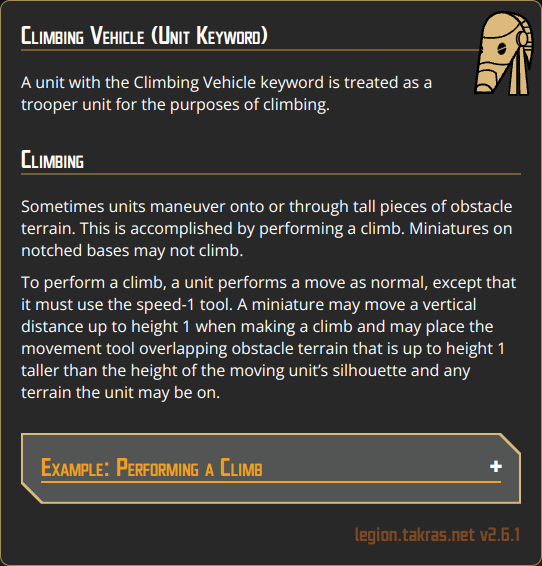 Climbing Vehicle (Unit Keyword)
A unit with the Climbing Vehicle keyword is treated as a
trooper unit for the purposes of climbing.
Climbing
Sometimes units maneuver onto or through tall pieces of obstacle
terrain. This is accomplished by performing a climb. Miniatures on
notched bases may not climb.
To perform a climb, a unit performs a move as normal, except that
it must use the speed-1 tool. A miniature may move a vertical
distance up to height 1 when making a climb and may place the
movement tool overlapping obstacle terrain that is up to height 1
taller than the height of the moving unit's silhouette and any
terrain the unit may be on.
Example: Performing a Climb +
legion.takras.net v2.6.1